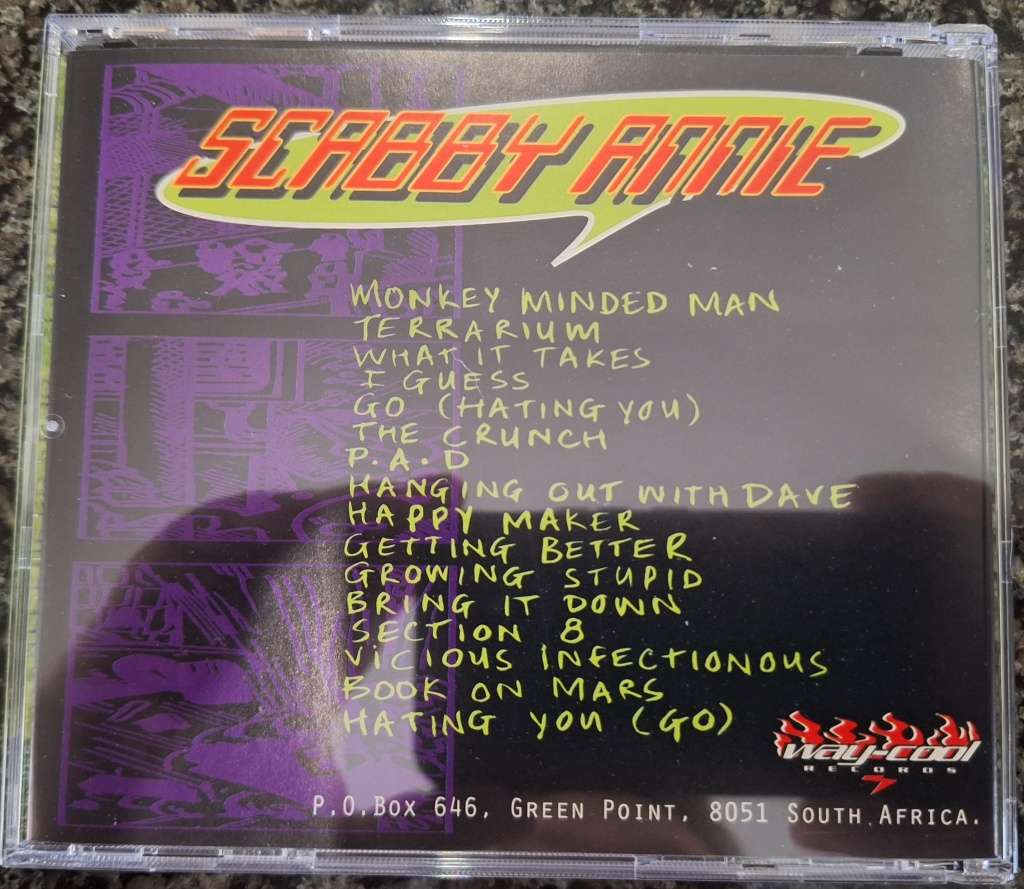 SCABBY ANNIE
MONKEY MINDED MAN
TERRARIUM
WHAT IT TAKES
I GUESS
GO (HATING YOU)
THE CRUNCH
P.A.D
HANGING OUT WITH DAVE
HAPPY MAKER
GETTING BETTER
GROWING STUPID
BRING IT DOWN
SECTION 8
VICIOUS INFECTIONOUS
BOOK ON MARS
HATING YOU (GO)
way-cool
RECORDS
P.O.Box 646, GREEN POINT, 8051 SOUTH AFRICA.